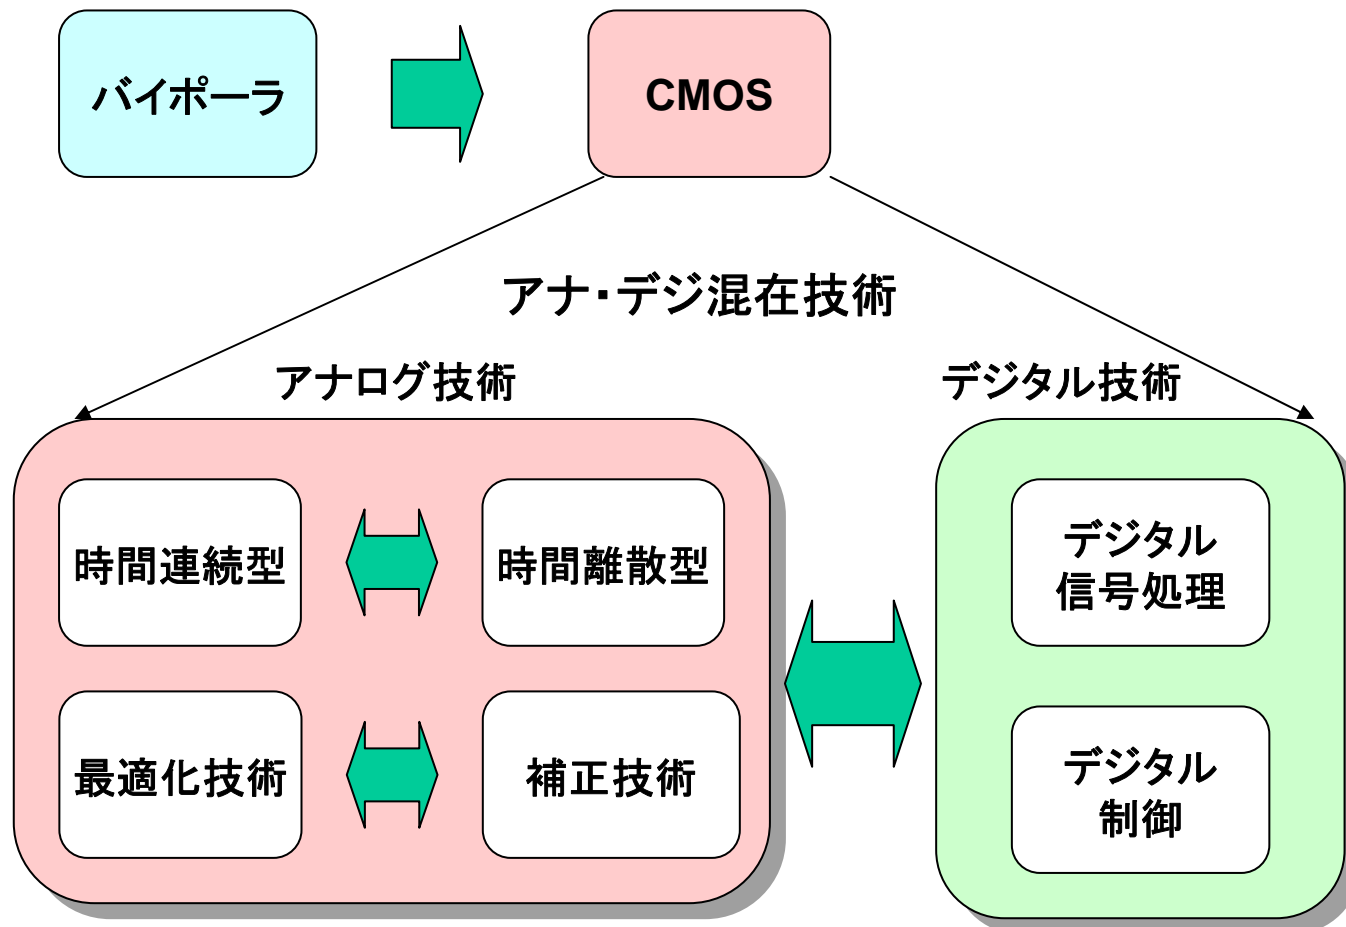 バイポーラ
CMOS
アナ・デジ混在技術
アナログ技術
デジタル技術
時間連続型
時間離散型
デジタル
信号処理
最適化技術
補正技術
デジタル
制御